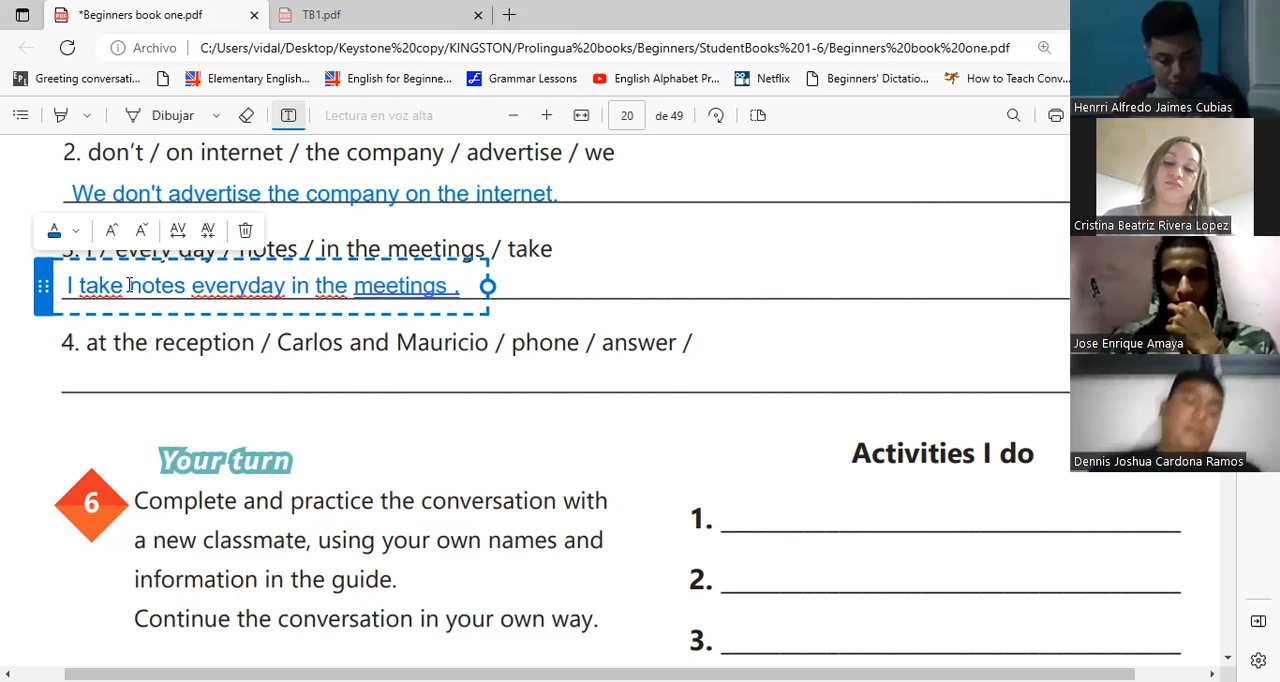 *Beginners book one.pdf
TB1.pdf
Archivo
C:/Users/vidal/Desktop/Keystone%20copy/KINGSTON/Prolingua%20books/Beginners/StudentBooks%201-6/Beginners%20book%20one.pdf
Greeting conversati...
Elementary English...
English for Beginne...
Grammar Lessons
English Alphabet Pr...
Netflix
Beginners' Dictatio...
How to Teach Conv...
Dibujar
Lectura en voz alta
20
de 49
2. don't / on internet / the company / advertise / we
We don't advertise the company on the internet.
3. I / every day / notes / in the meetings / take
I take notes everyday in the meetings .
4. at the reception / Carlos and Mauricio / phone / answer /
Your turn
6
Complete and practice the conversation with
a new classmate, using your own names and
information in the guide.
Continue the conversation in your own way.
Activities I do
1.
2.
3.
Henrri Alfredo Jaimes Cubias
Cristina Beatriz Rivera Lopez
Jose Enrique Amaya
Dennis Joshua Cardona Ramos